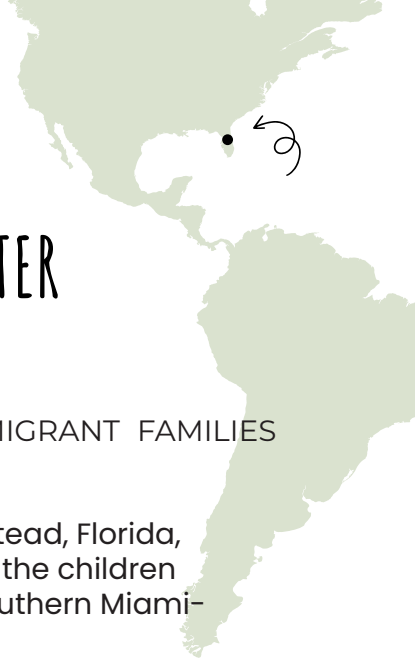 TER
MIGRANT FAMILIES
tead, Florida,
the children
uthern Miami-